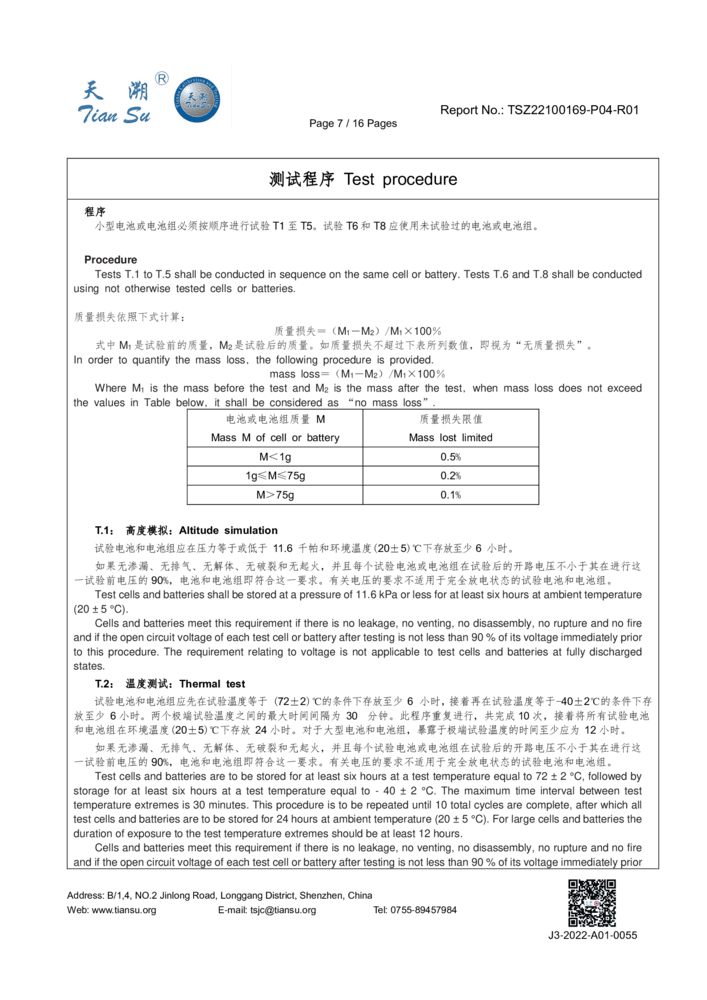 天溯®
Tian Su
Report No.: TSZ22100169-P04-R01
Page 7 / 16 Pages
测试程序 Test procedure
程序
小型电池或电池组必须按顺序进行试验 T1 至 T5。试验 T6 和 T8 应使用未试验过的电池或电池组。
Procedure
Tests T.1 to T.5 shall be conducted in sequence on the same cell or battery. Tests T.6 and T.8 shall be conducted
using not otherwise tested cells or batteries.
质量损失依照下式计算:
质量损失=(M₁-M₂)/M₁×100%
式中 M₁ 是试验前的质量, M₂是试验后的质量。如质量损失不超过下表所列数值, 即视为“无质量损失”。
In order to quantify the mass loss, the following procedure is provided.
mass loss=(M₁-M₂)/M₁×100%
Where M₁ is the mass before the test and M₂ is the mass after the test, when mass loss does not exceed
the values in Table below, it shall be considered as “no mass loss”.
电池或电池组质量 M 质量损失限值
Mass M of cell or battery Mass lost limited
M<1g 0.5%
1g≤M≤75g 0.2%
M>75g 0.1%
T.1: 高度模拟: Altitude simulation
试验电池和电池组应在压力等于或低于 11.6 千帕和环境温度(20±5)℃下存放至少 6 小时。
如果无渗漏、无排气、无解体、无破裂和无起火, 并且每个试验电池或电池组在试验后的开路电压不小于其在进行这
一试验前电压的 90%, 电池和电池组即符合这一要求。有关电压的要求不适用于完全放电状态的试验电池和电池组。
Test cells and batteries shall be stored at a pressure of 11.6 kPa or less for at least six hours at ambient temperature
(20 ± 5 °C).
Cells and batteries meet this requirement if there is no leakage, no venting, no disassembly, no rupture and no fire
and if the open circuit voltage of each test cell or battery after testing is not less than 90 % of its voltage immediately prior
to this procedure. The requirement relating to voltage is not applicable to test cells and batteries at fully discharged
states.
T.2: 温度测试: Thermal test
试验电池和电池组应先在试验温度等于 (72±2)℃的条件下存放至少 6 小时, 接着再在试验温度等于-40±2℃的条件下存
放至少 6 小时。两个极端试验温度之间的最大时间间隔为 30 分钟。此程序重复进行, 共完成 10 次, 接着将所有试验电池
和电池组在环境温度(20±5)℃下存放 24 小时。对于大型电池和电池组, 暴露于极端试验温度的时间至少应为 12 小时。
如果无渗漏、无排气、无解体、无破裂和无起火, 并且每个试验电池或电池组在试验后的开路电压不小于其在进行这
一试验前电压的 90%, 电池和电池组即符合这一要求。有关电压的要求不适用于完全放电状态的试验电池和电池组。
Test cells and batteries are to be stored for at least six hours at a test temperature equal to 72 ± 2 °C, followed by
storage for at least six hours at a test temperature equal to - 40 ± 2 °C. The maximum time interval between test
temperature extremes is 30 minutes. This procedure is to be repeated until 10 total cycles are complete, after which all
test cells and batteries are to be stored for 24 hours at ambient temperature (20 ± 5 °C). For large cells and batteries the
duration of exposure to the test temperature extremes should be at least 12 hours.
Cells and batteries meet this requirement if there is no leakage, no venting, no disassembly, no rupture and no fire
and if the open circuit voltage of each test cell or battery after testing is not less than 90 % of its voltage immediately prior
Address: B/1,4, NO.2 Jinlong Road, Longgang District, Shenzhen, China
Web: www.tiansu.org E-mail: tsjc@tiansu.org Tel: 0755-89457984
J3-2022-A01-0055